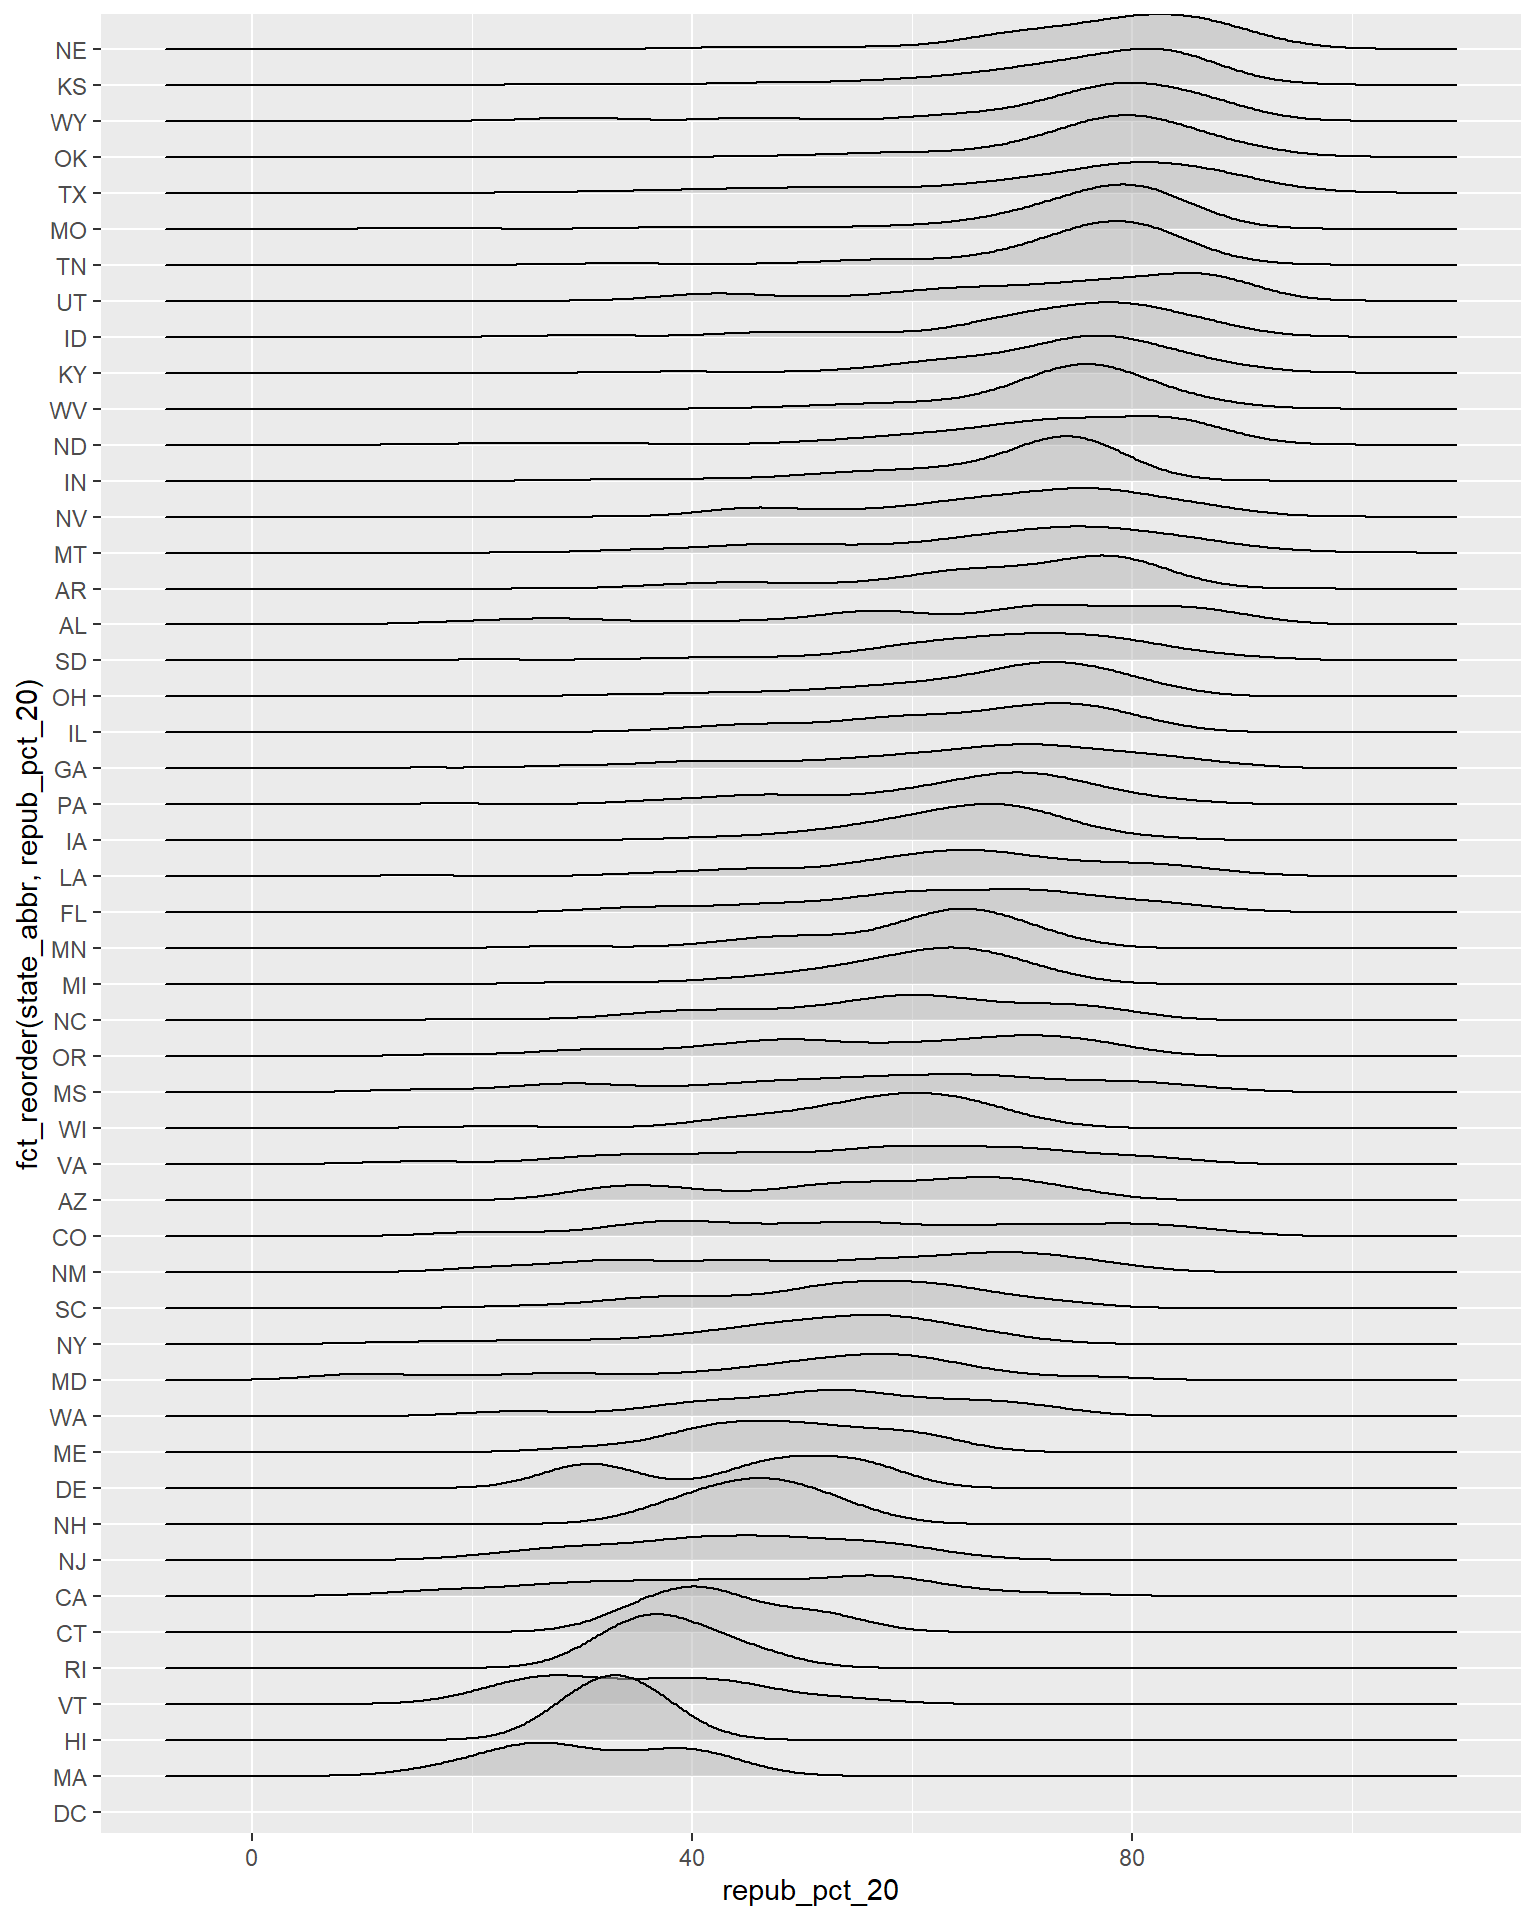 NE
KS
WY
OK
TX
MO
TN
UT
ID
KY
WV
ND
IN
NV
MT
AR
AL
SD
OH
IL
GA
PA
IA
LA
FL
MN
MI
NC
OR
MS
WI
VA
AZ
CO
NM
SC
NY
MD
WA
ME
DE
NH
NJ
CA
CT
RI
VT
HI
MA
DC
fct_reorder(state_abbr, repub_pct_20)
0 40 80
repub_pct_20